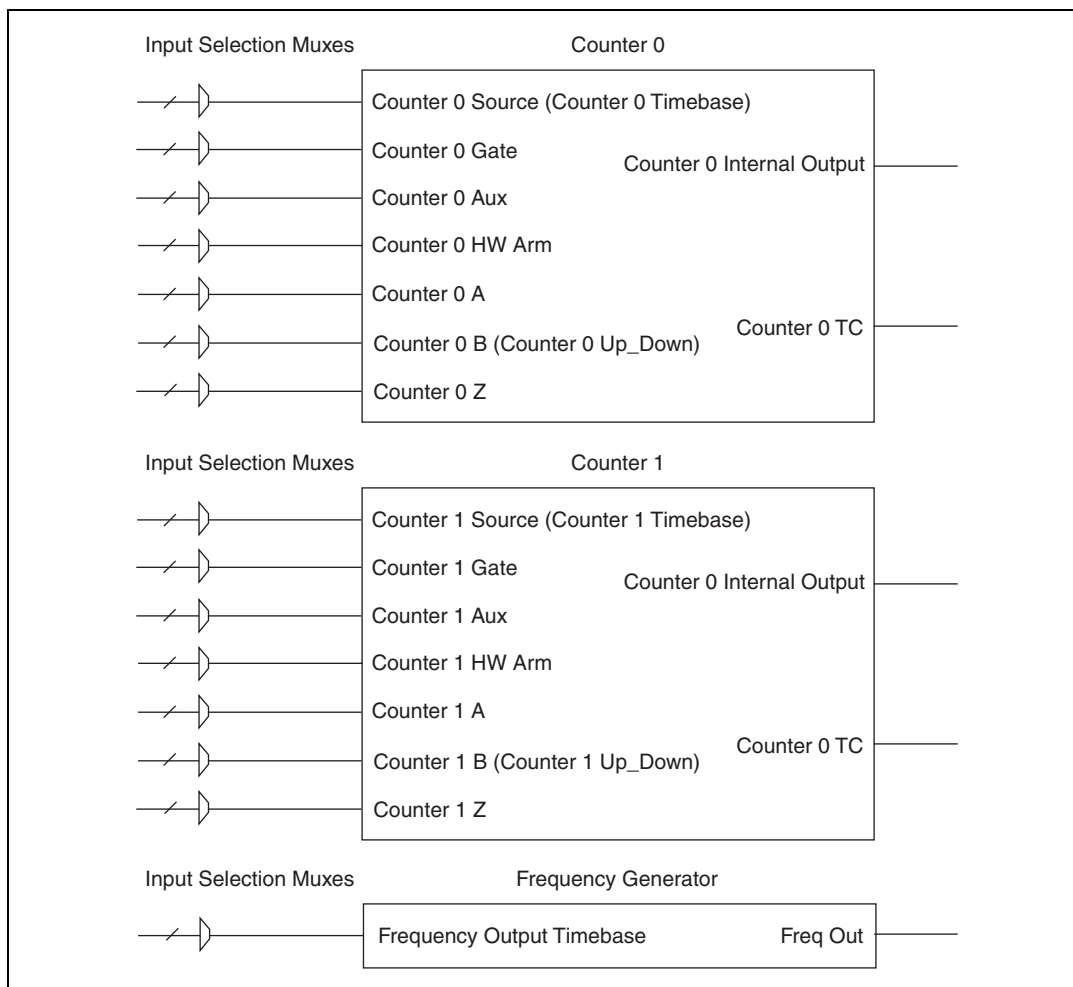 Input Selection Muxes
Counter 0
Counter 0 Source (Counter 0 Timebase)
Counter 0 Gate
Counter 0 Internal Output
Counter 0 Aux
Counter 0 HW Arm
Counter 0 A
Counter 0 TC
Counter 0 B (Counter 0 Up_Down)
Counter 0 Z
Input Selection Muxes
Counter 1
Counter 1 Source (Counter 1 Timebase)
Counter 1 Gate
Counter 0 Internal Output
Counter 1 Aux
Counter 1 HW Arm
Counter 1 A
Counter 0 TC
Counter 1 B (Counter 1 Up_Down)
Counter 1 Z
Input Selection Muxes
Frequency Generator
Frequency Output Timebase
Freq Out